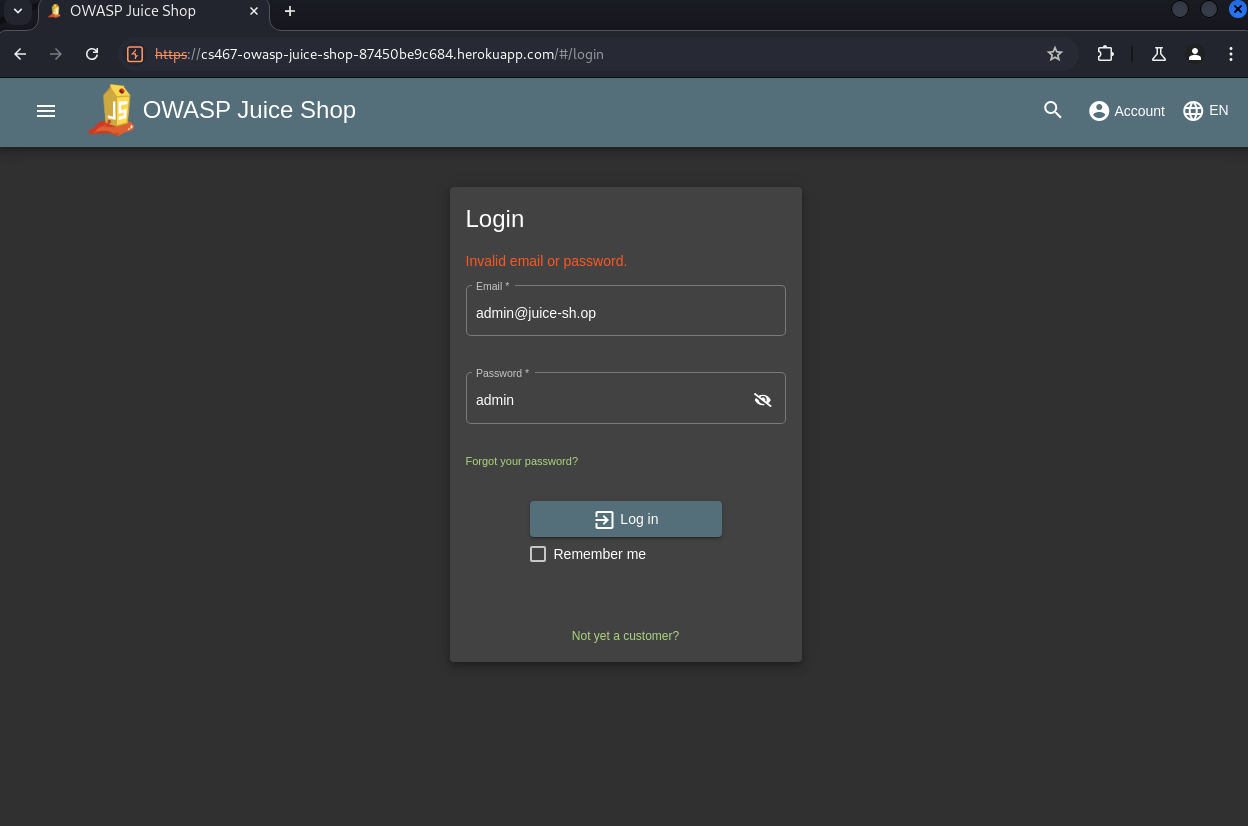 OWASP Juice Shop
https://cs467-owasp-juice-shop-87450be9c684.herokuapp.com/#/login
JS OWASP Juice Shop Account EN
Login
Invalid email or password.
Email *
admin@juice-sh.op
Password *
admin
Forgot your password?
Log in
Remember me
Not yet a customer?